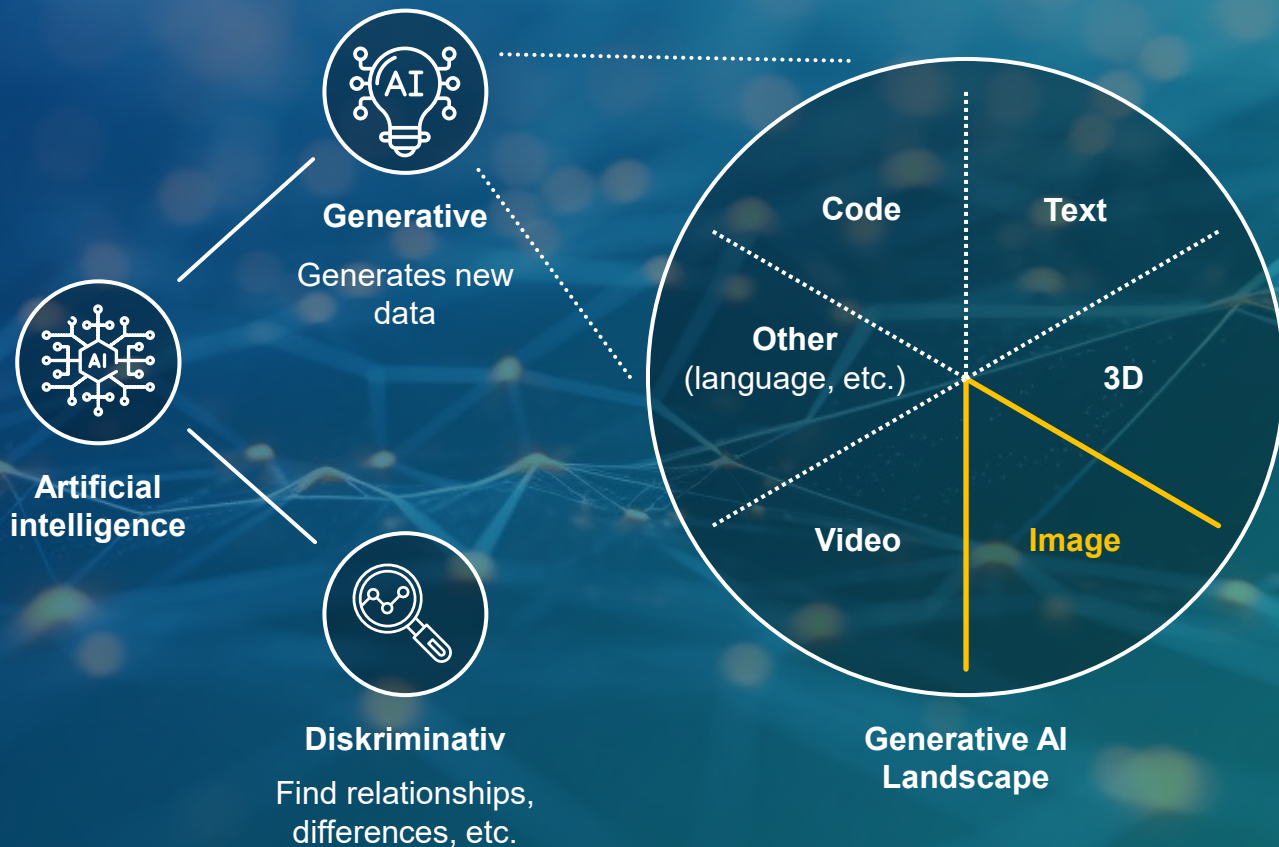 AI
Generative
Generates new
data
AI
Artificial
intelligence
Diskriminativ
Find relationships,
differences, etc.
Code
Text
Other
(language, etc.)
3D
Video
Image
Generative AI
Landscape